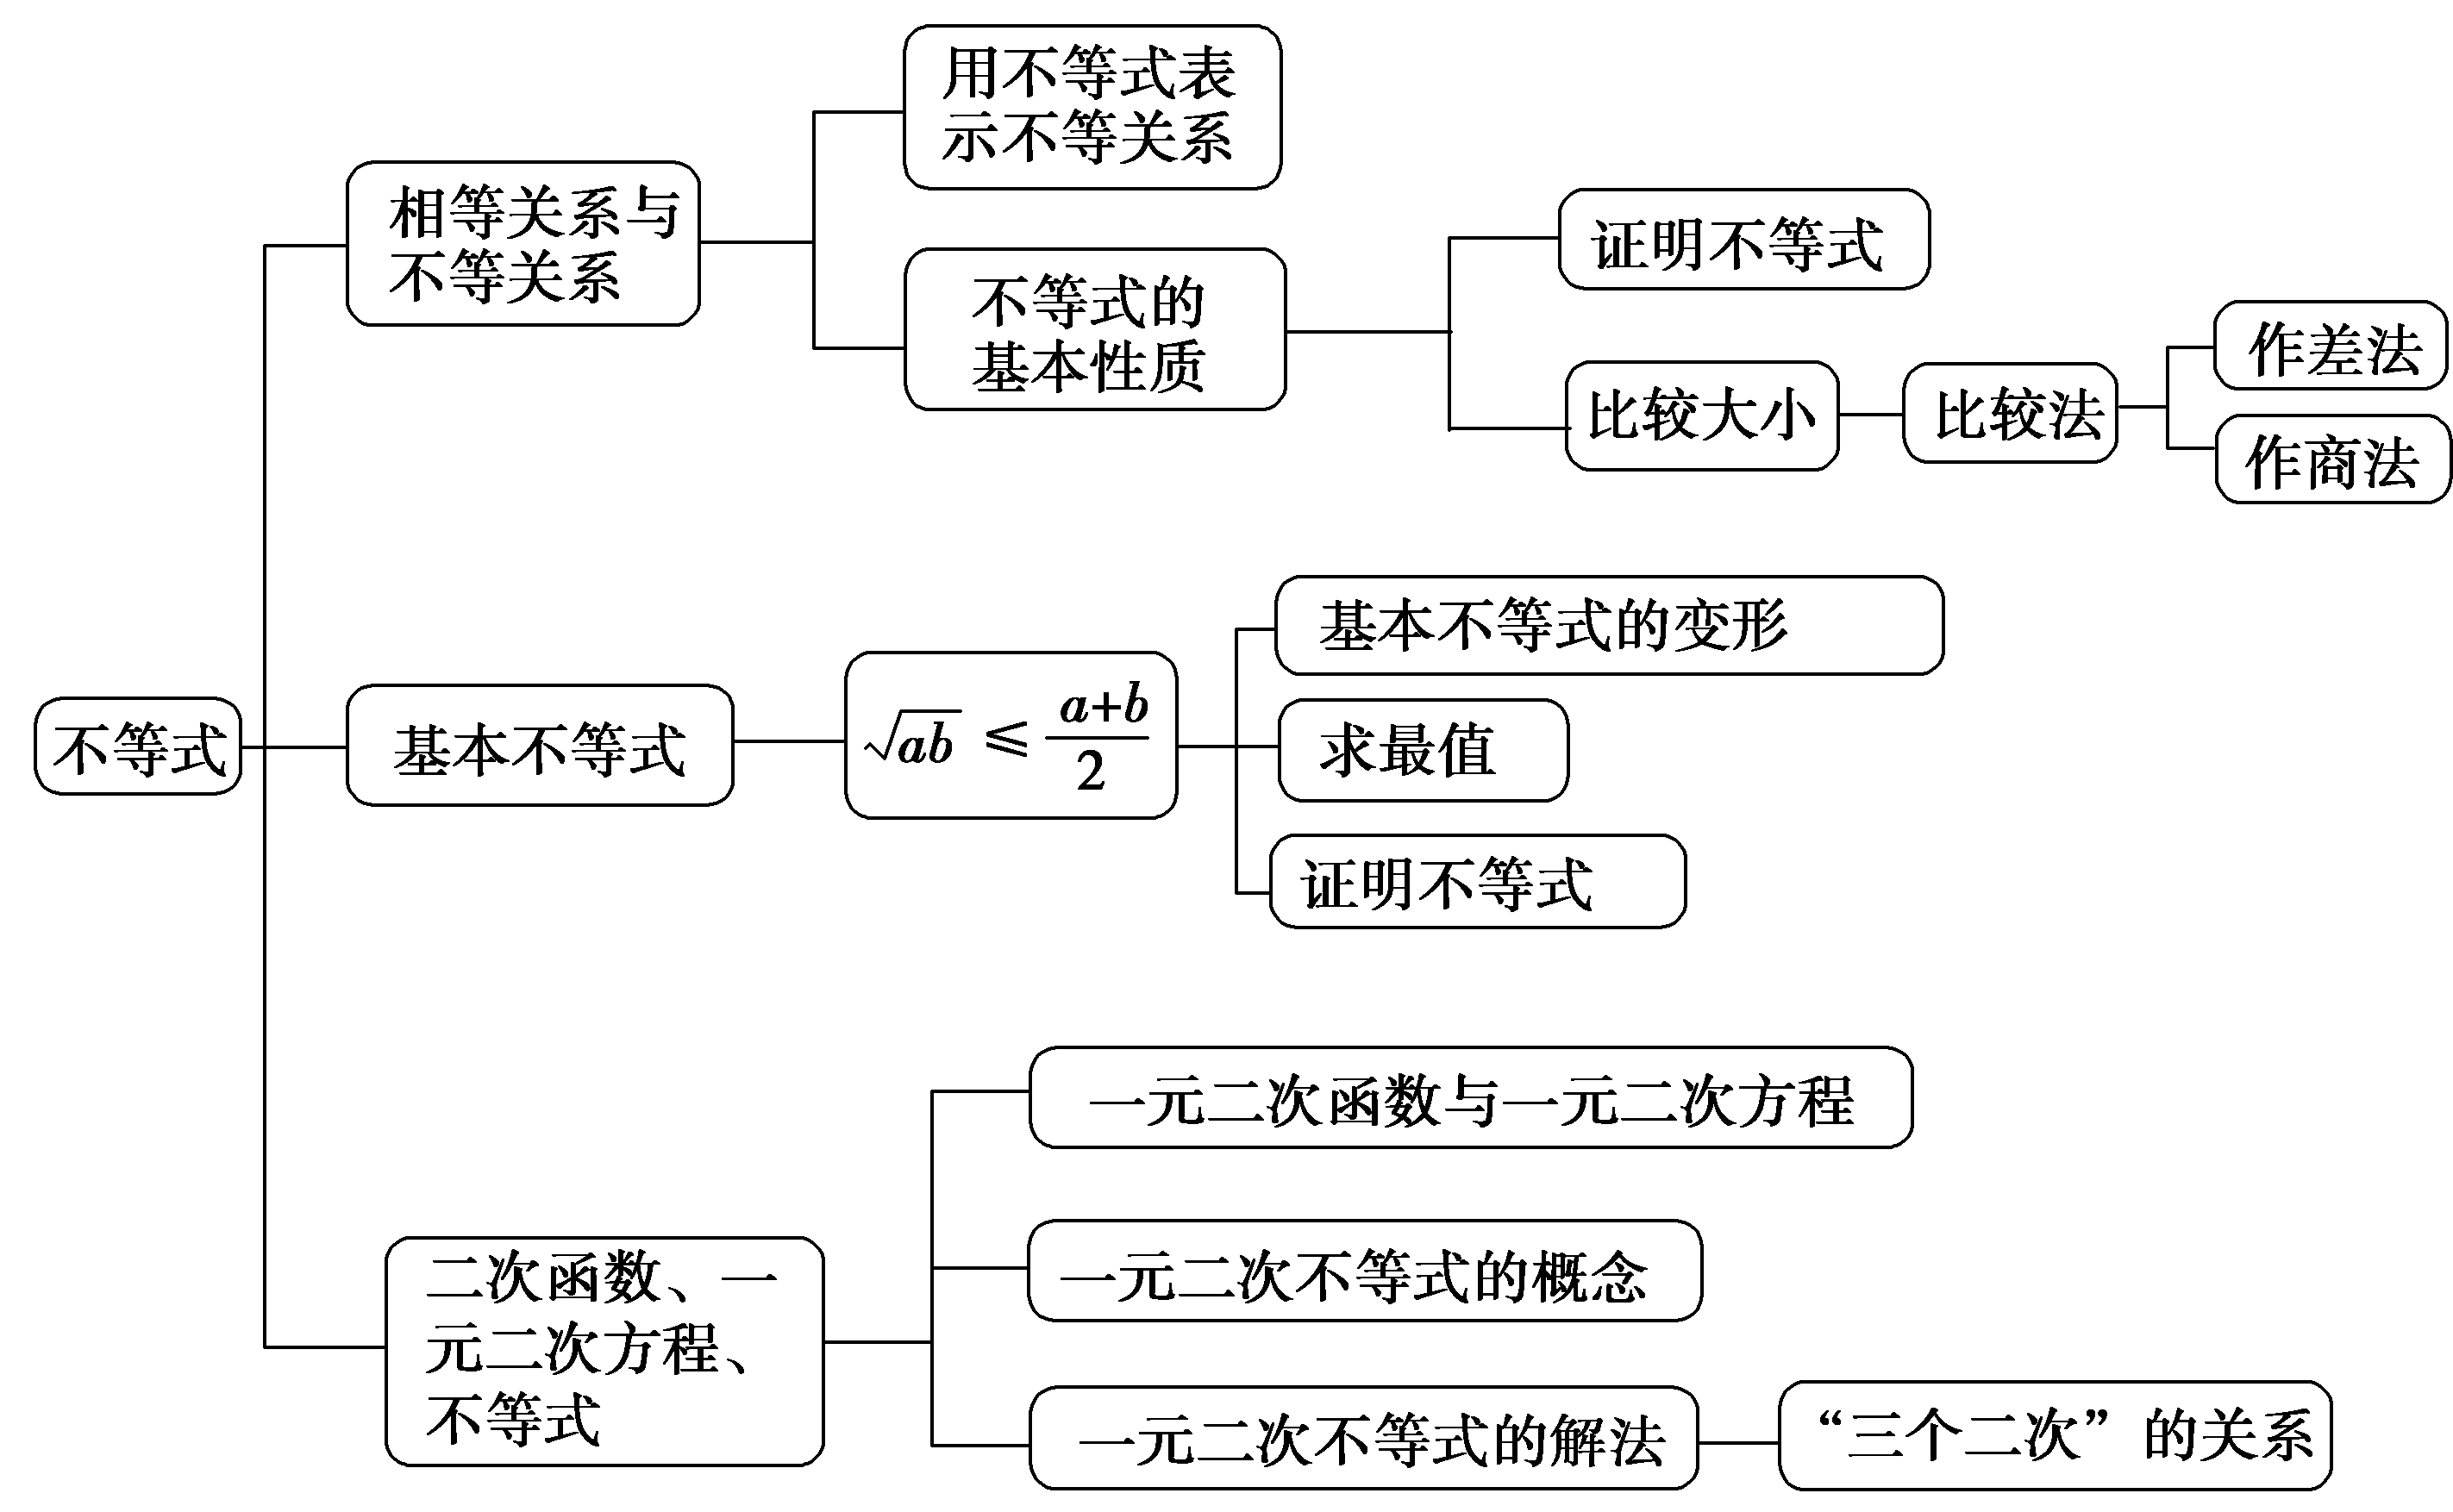 不等式
相等关系与
不等关系
用不等式表
示不等关系
不等式的
基本性质
证明不等式
比较大小
比较法
作差法
作商法
基本不等式
√ab ⩽ a+b/2
基本不等式的变形
求最值
证明不等式
二次函数、一
元二次方程、
不等式
一元二次函数与一元二次方程
一元二次不等式的概念
一元二次不等式的解法
“三个二次”的关系